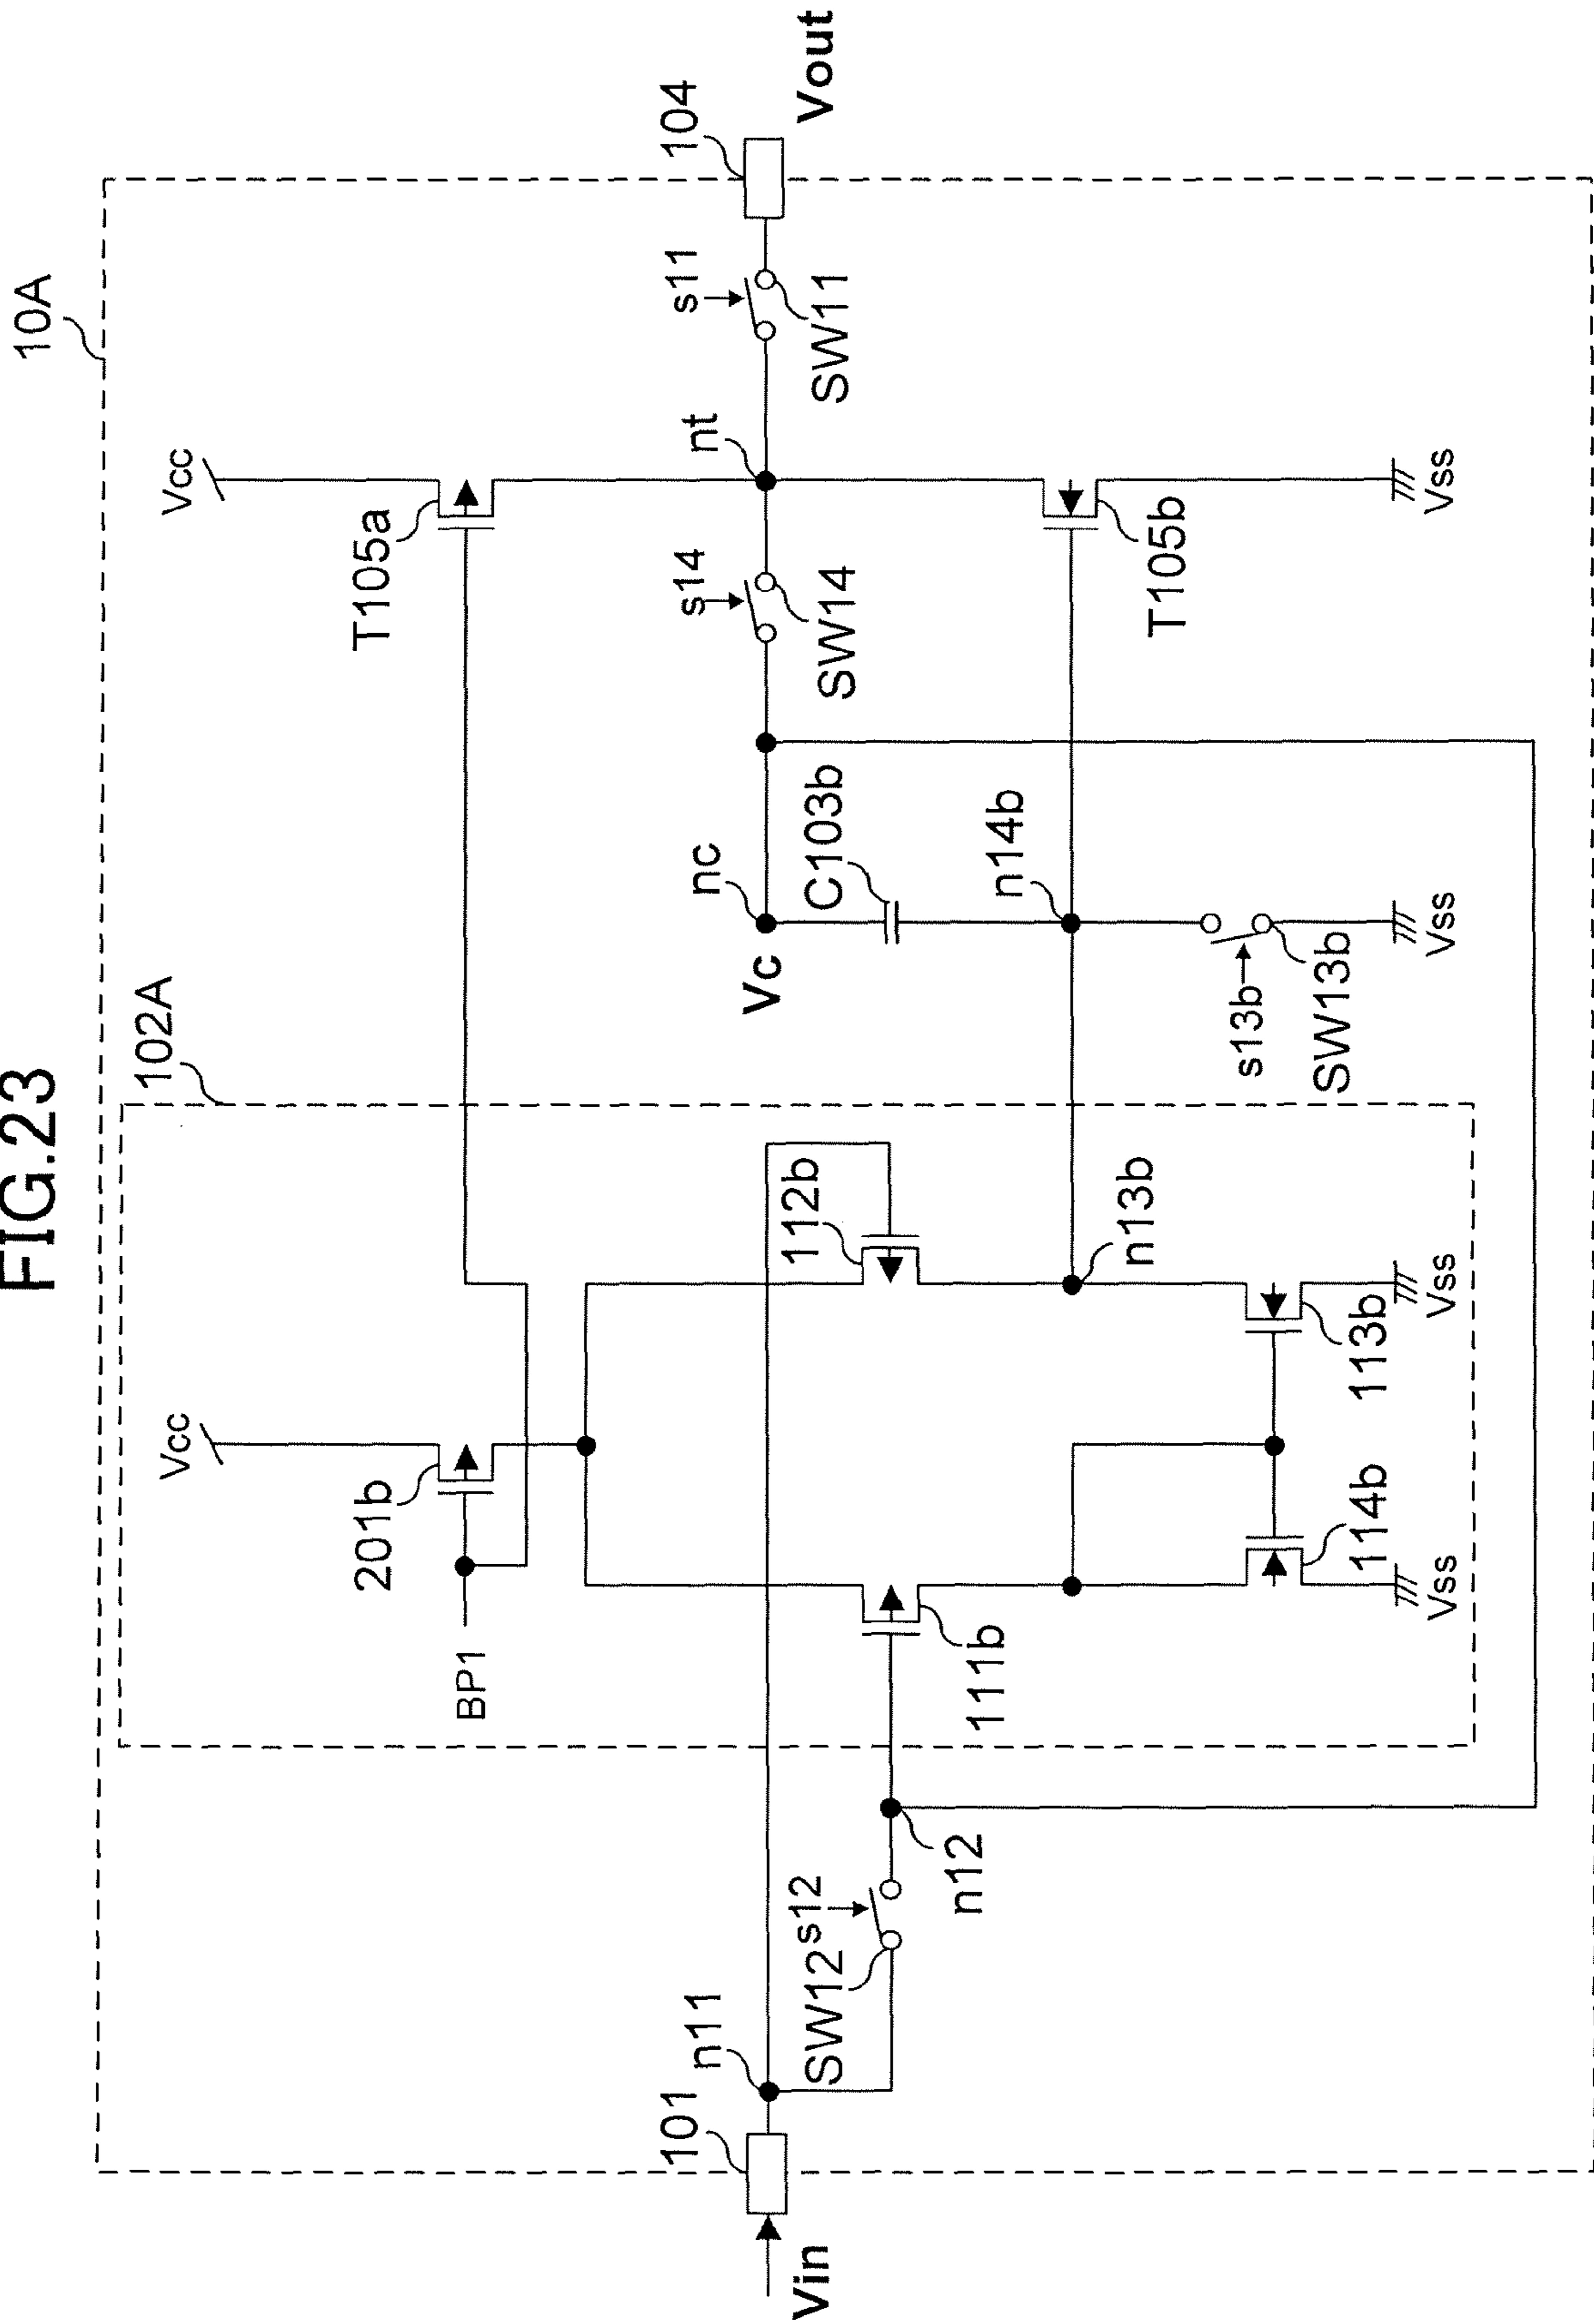 FIG.23
10A
102A
Vcc
Vcc
201b
BP1
T105a
nt
s14
SW14
s11
SW11
104
Vout
101
n11
Vin
SW12
s12
n12
111b
112b
nc
Vc
C103b
n14b
n13b
T105b
114b
113b
s13b
SW13b
Vss
Vss
Vss
Vss